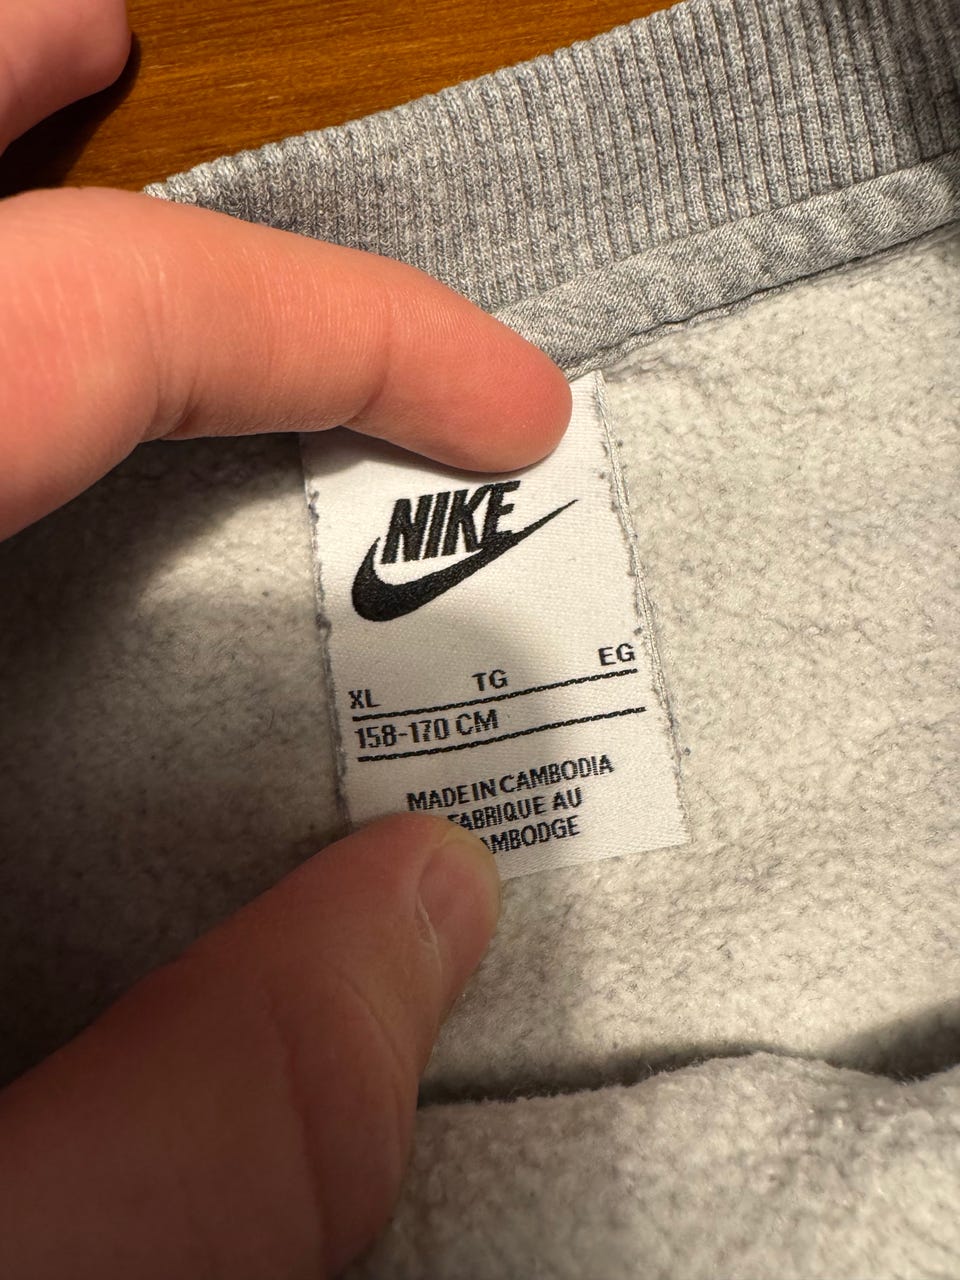 NIKE
XL TG EG
158-170 CM
MADE IN CAMBODIA
FABRIQUE AU